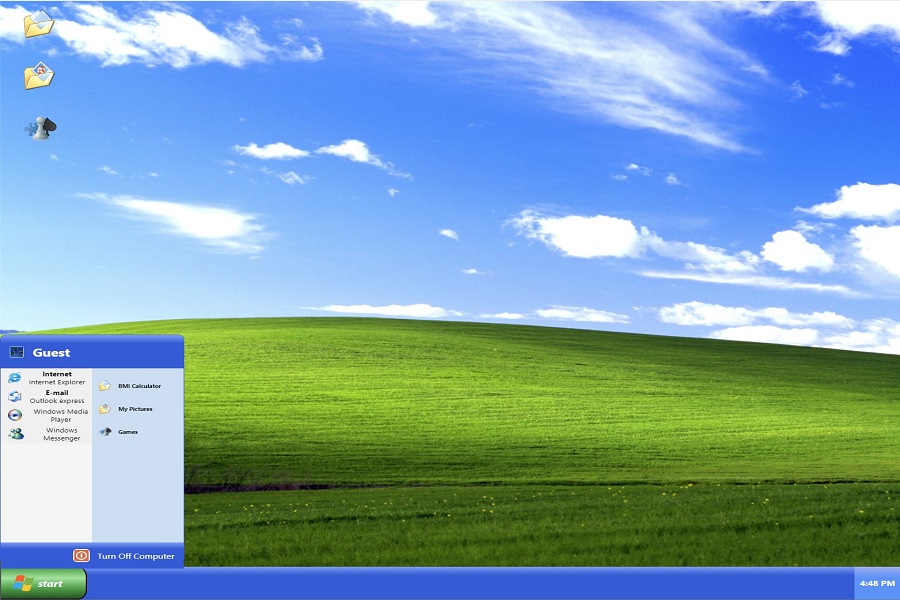 Guest
Internet
Internet Explorer
E-mail
Outlook express
Windows Media
Player
Windows
Messenger
BMI Calculator
My Pictures
Games
Turn Off Computer
start
4:48 PM